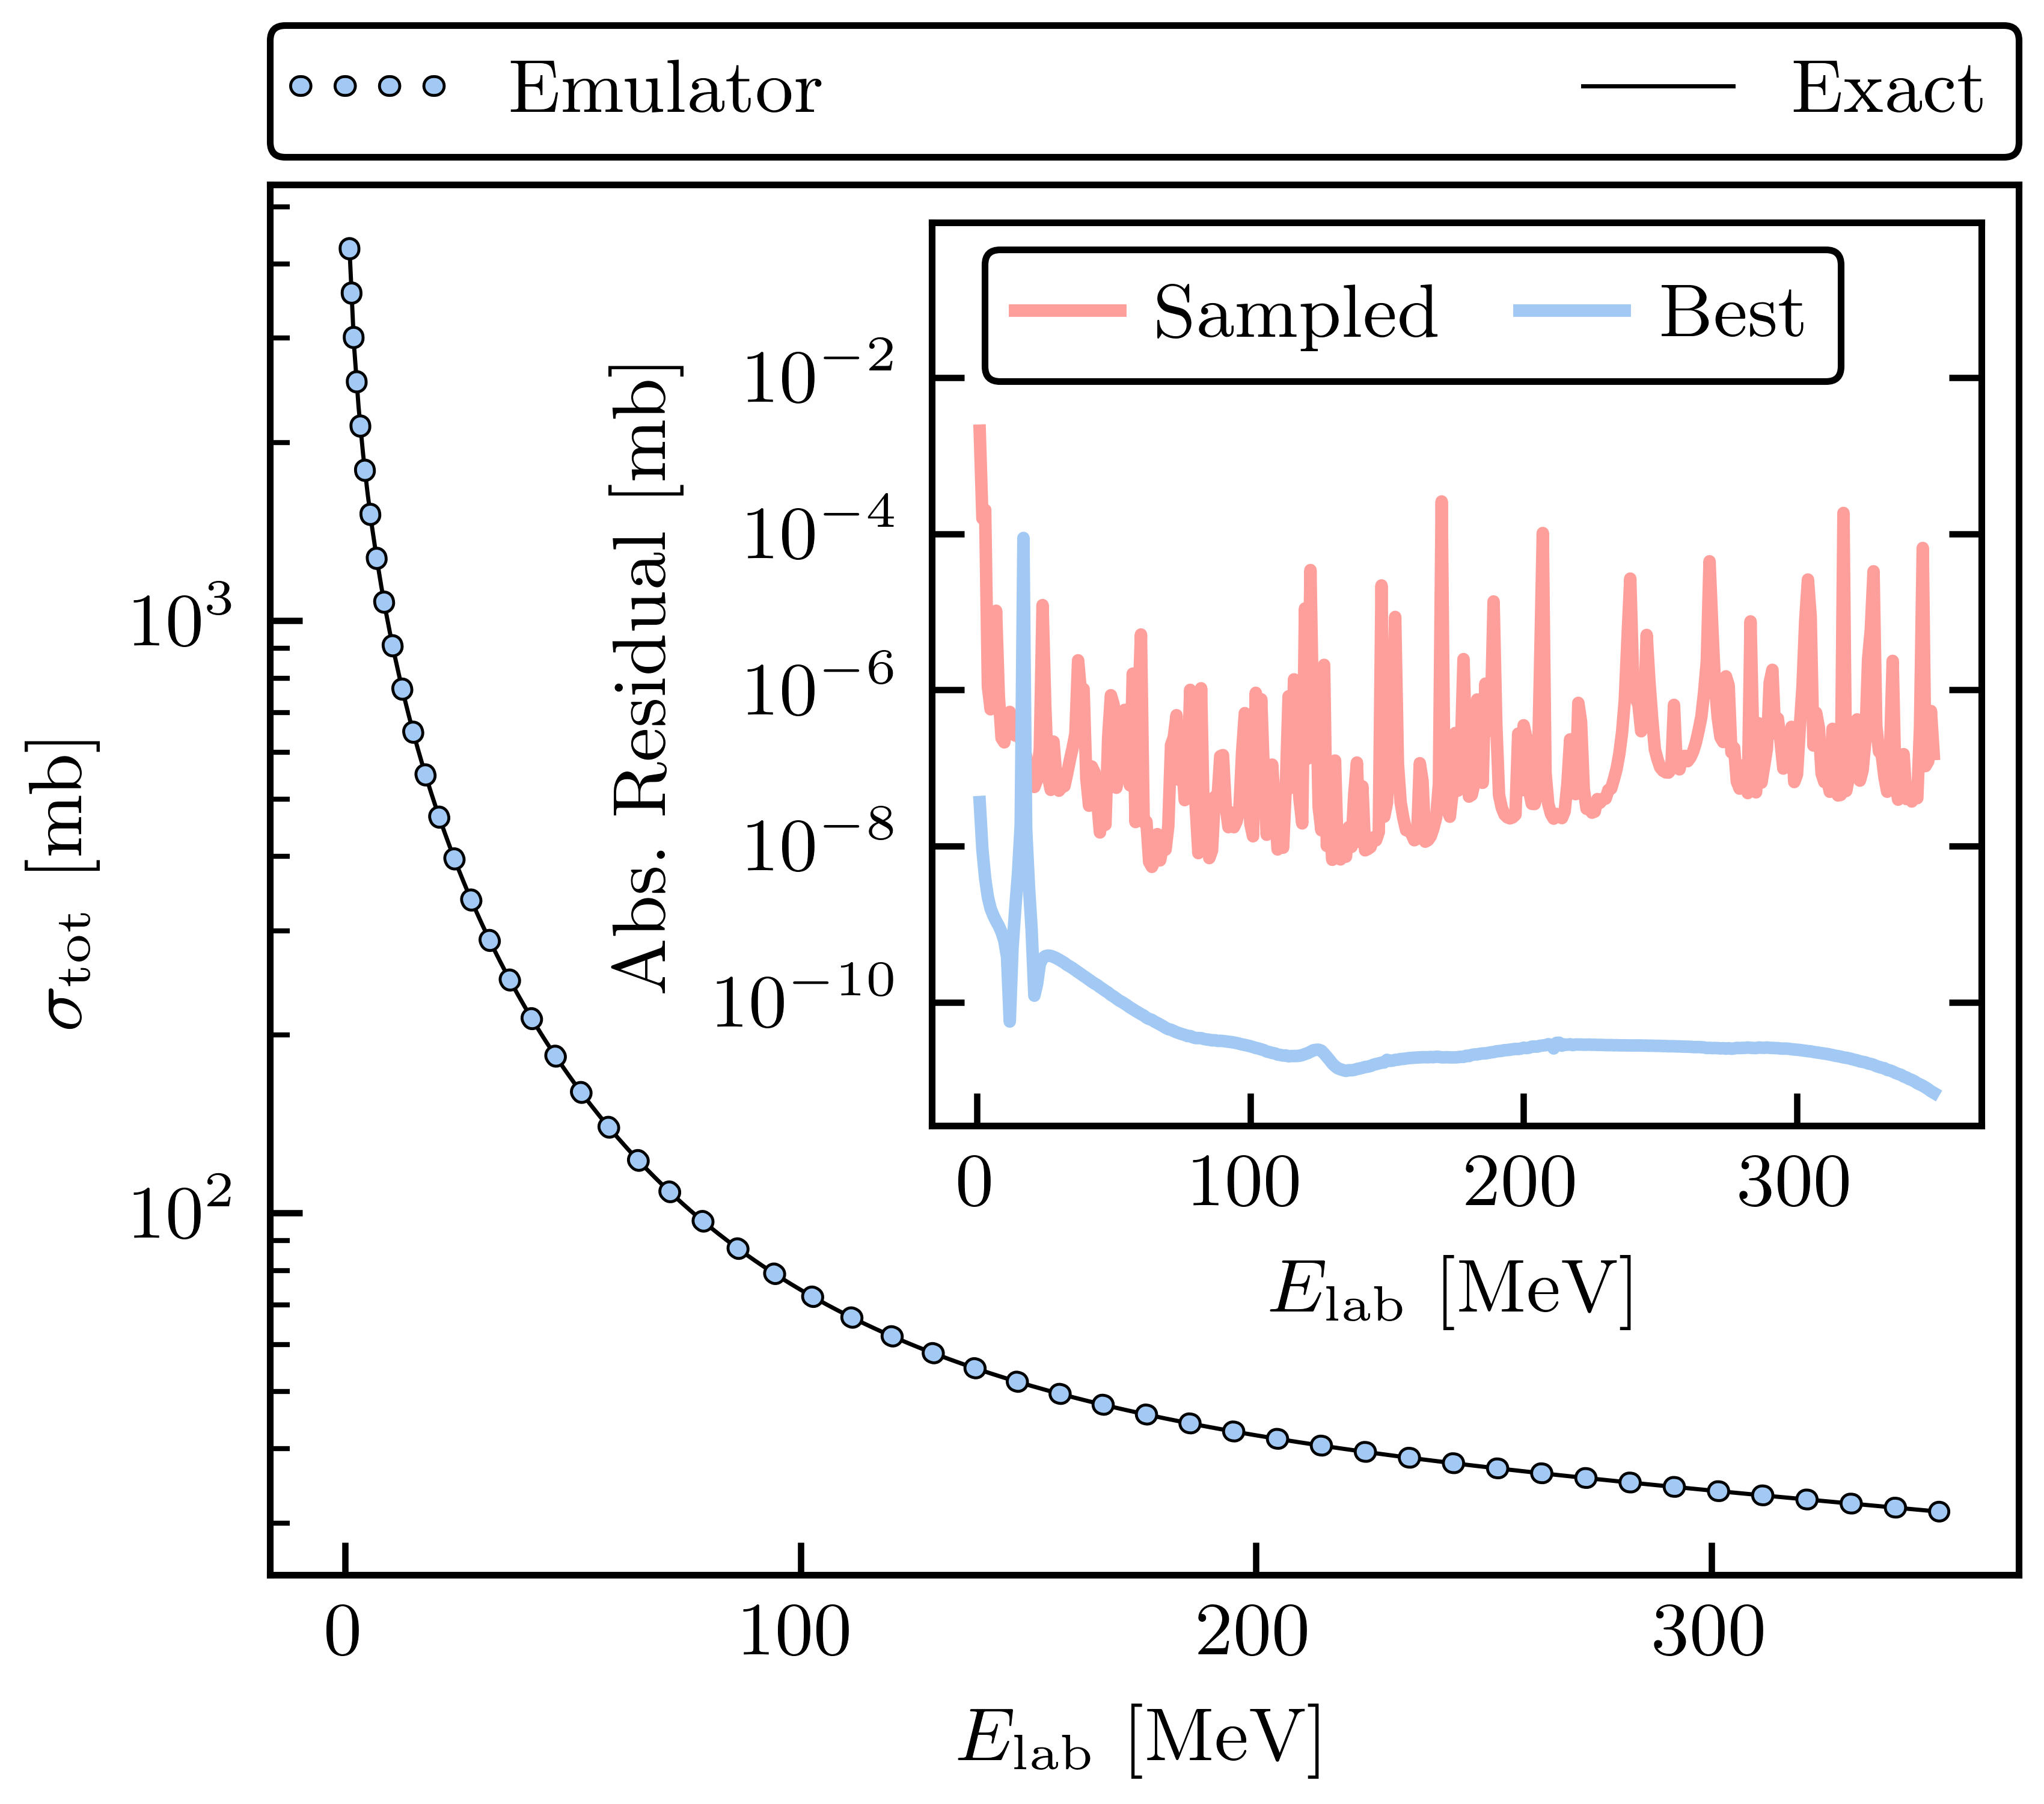 Emulator Exact
σ_tot [mb]
10^3
10^2
0 100 200 300
E_lab [MeV]
Sampled Best
Abs. Residual [mb]
10^−2
10^−4
10^−6
10^−8
10^−10
0 100 200 300
E_lab [MeV]